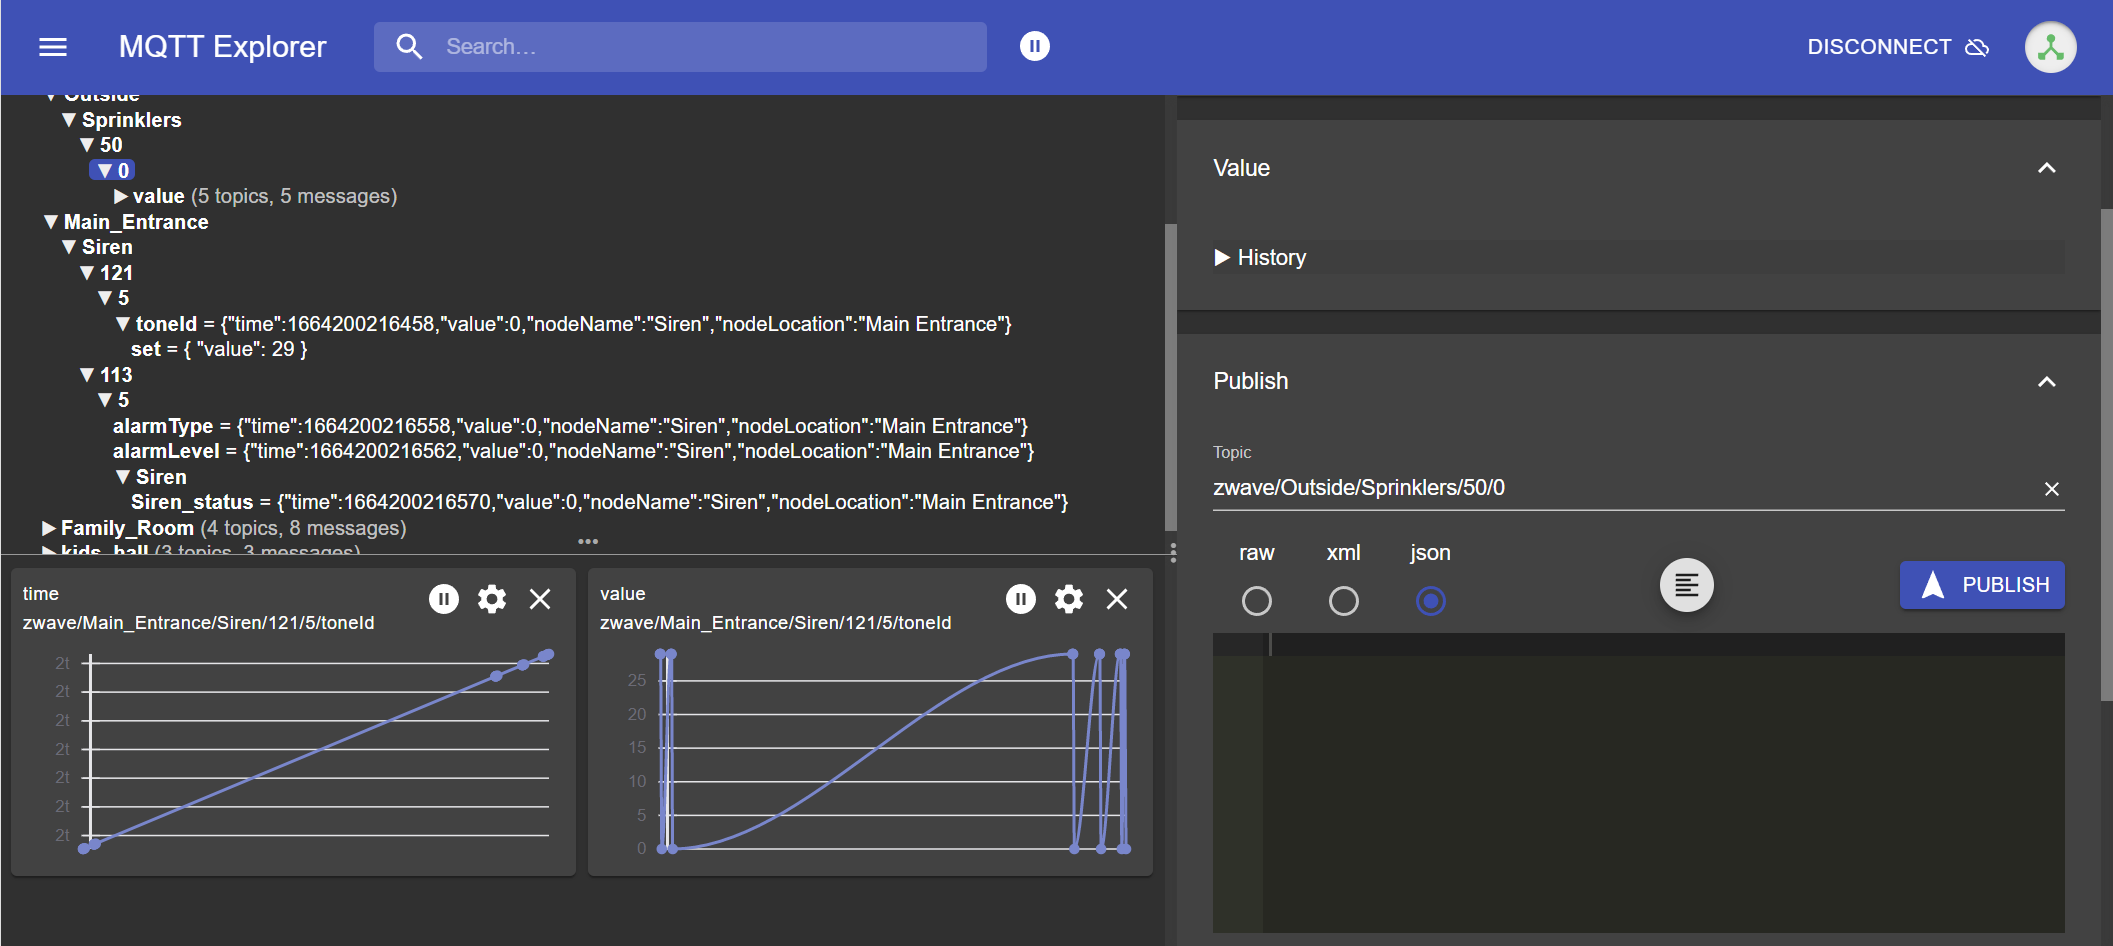 MQTT Explorer
Search...
DISCONNECT
Outside
Sprinklers
50
0
value (5 topics, 5 messages)
Main_Entrance
Siren
121
5
toneId = {"time":1664200216458,"value":0,"nodeName":"Siren","nodeLocation":"Main Entrance"}
set = { "value": 29 }
113
5
alarmType = {"time":1664200216558,"value":0,"nodeName":"Siren","nodeLocation":"Main Entrance"}
alarmLevel = {"time":1664200216562,"value":0,"nodeName":"Siren","nodeLocation":"Main Entrance"}
Siren
Siren_status = {"time":1664200216570,"value":0,"nodeName":"Siren","nodeLocation":"Main Entrance"}
Family_Room (4 topics, 8 messages)
kids_hall (3 topics, 3 messages)
time
zwave/Main_Entrance/Siren/121/5/toneId
2t
2t
2t
2t
2t
2t
2t
value
zwave/Main_Entrance/Siren/121/5/toneId
25
20
15
10
5
0
Value
History
Publish
Topic
zwave/Outside/Sprinklers/50/0
raw xml json
PUBLISH